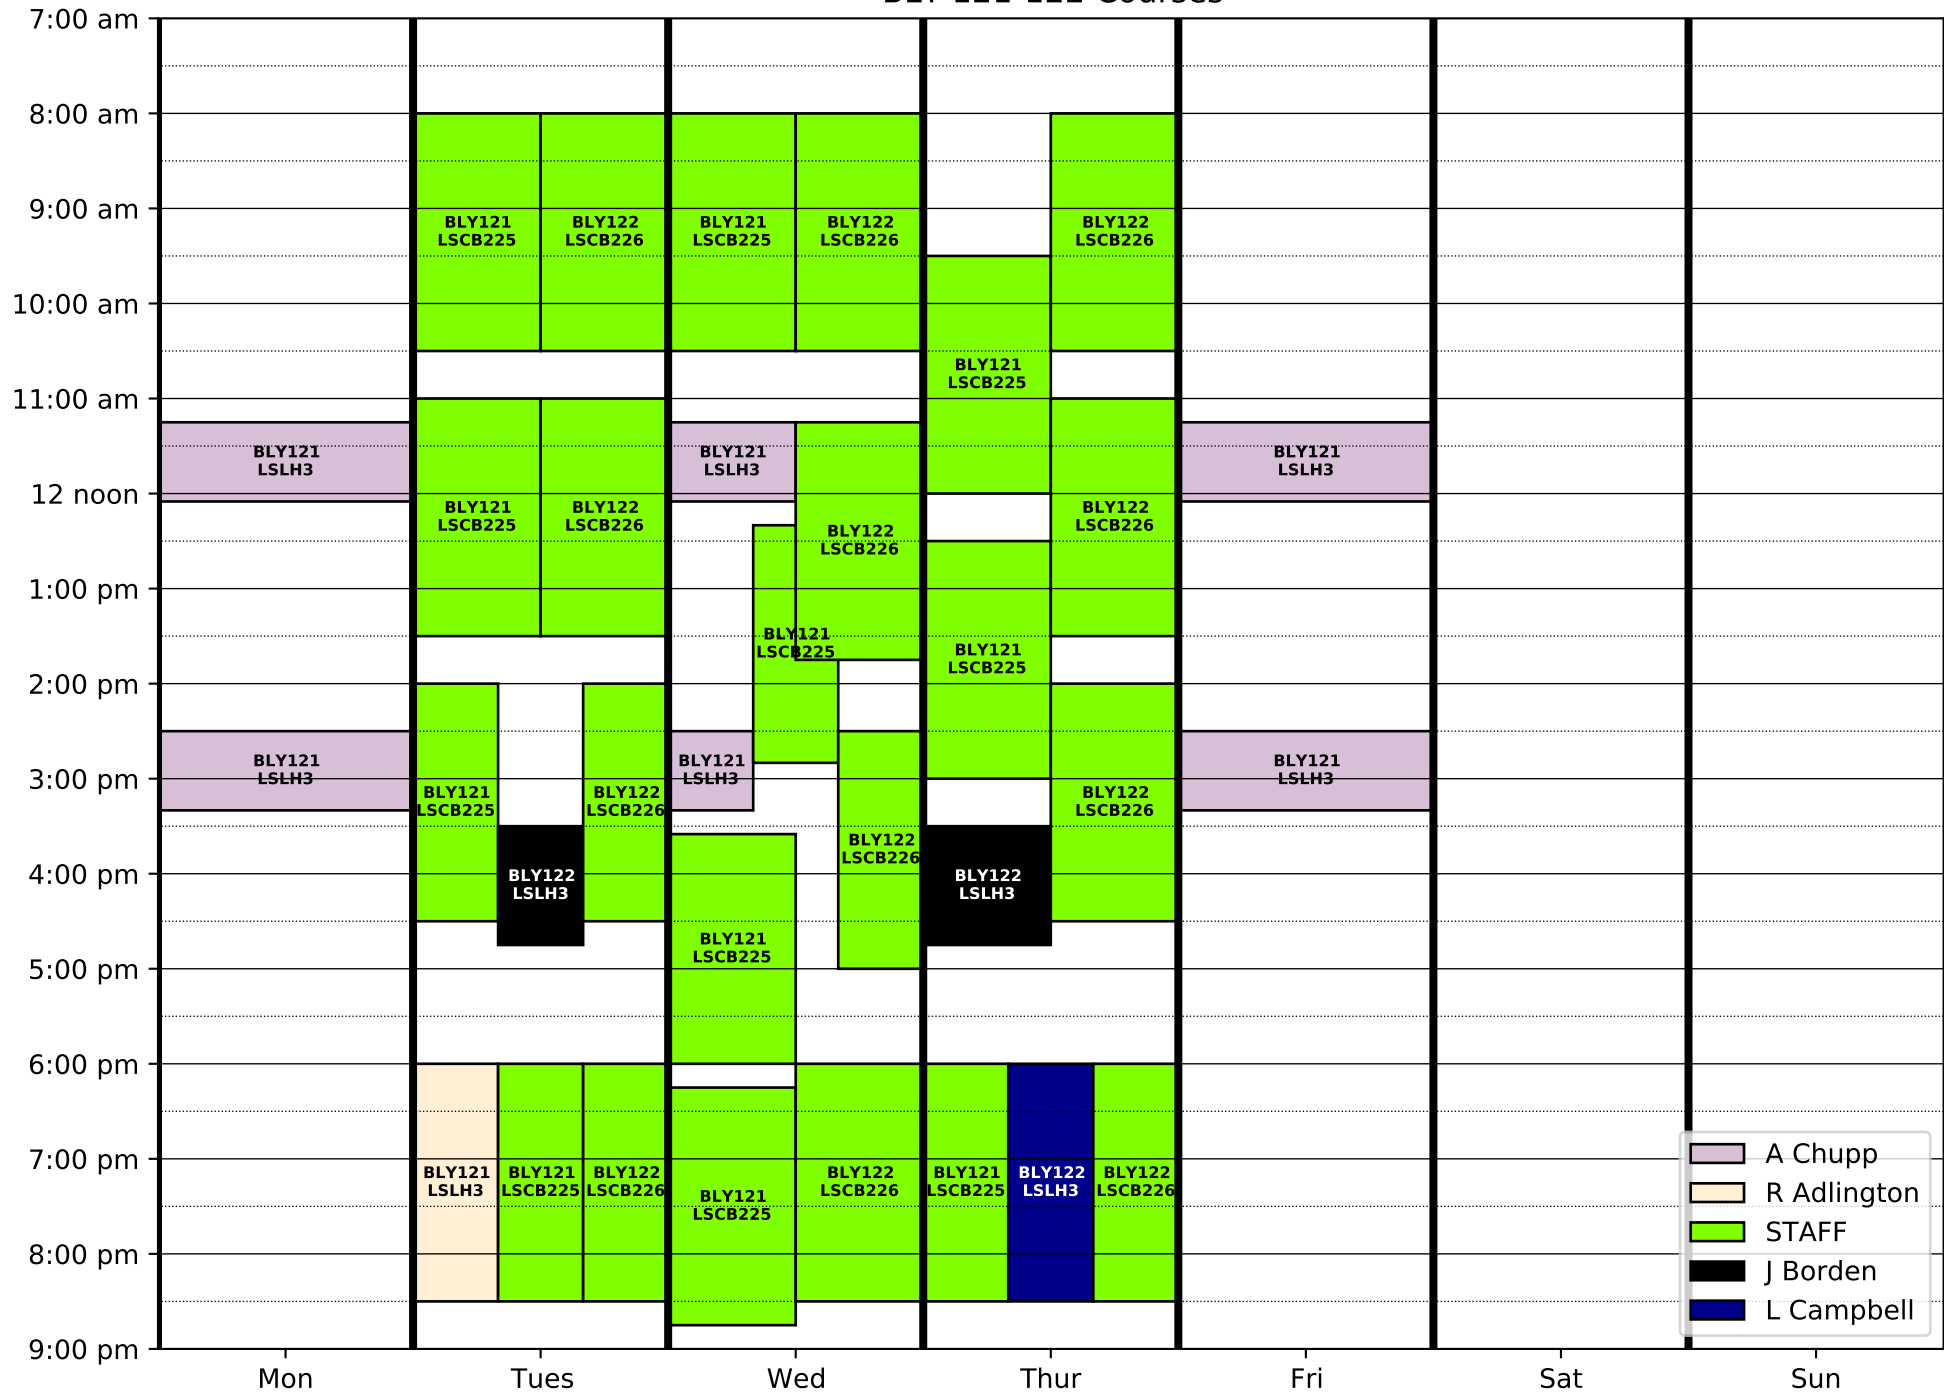 BLY 121-122 Courses
7:00 am
8:00 am
9:00 am
10:00 am
11:00 am
12 noon
1:00 pm
2:00 pm
3:00 pm
4:00 pm
5:00 pm
6:00 pm
7:00 pm
8:00 pm
9:00 pm
BLY121
LSLH3
BLY121
LSLH3
BLY121
LSCB225
BLY122
LSCB226
BLY121
LSCB225
BLY122
LSCB226
BLY121
LSCB225
BLY122
LSLH3
BLY122
LSCB226
BLY121
LSLH3
BLY121
LSCB225
BLY122
LSCB226
BLY121
LSCB225
BLY122
LSCB226
BLY121
LSLH3
BLY122
LSCB226
BLY121
LSCB225
BLY121
LSLH3
BLY122
LSCB226
BLY121
LSCB225
BLY121
LSCB225
BLY122
LSCB226
BLY122
LSCB226
BLY121
LSCB225
BLY122
LSCB226
BLY121
LSCB225
BLY122
LSCB226
BLY122
LSLH3
BLY121
LSCB225
BLY122
LSLH3
BLY122
LSCB226
BLY121
LSLH3
BLY121
LSLH3
A Chupp
R Adlington
STAFF
J Borden
L Campbell
Mon
Tues
Wed
Thur
Fri
Sat
Sun